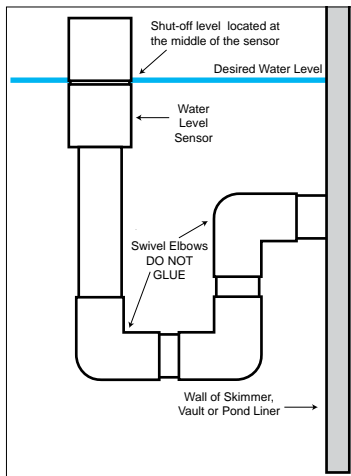 Shut-off level located at
the middle of the sensor
Desired Water Level
Water
Level
Sensor
Swivel Elbows
DO NOT
GLUE
Wall of Skimmer,
Vault or Pond Liner